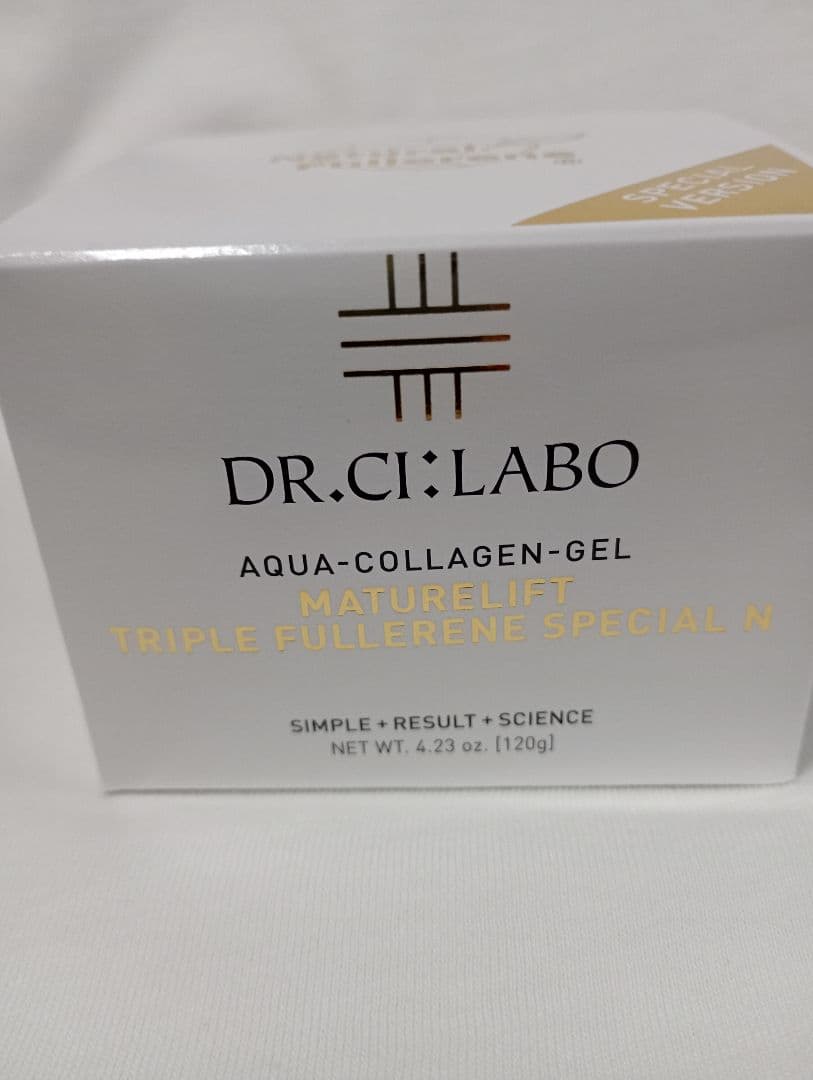 SPECIAL
VERSION
DR.CI:LABO
AQUA-COLLAGEN-GEL
MATURELIFT
TRIPLE FULLERENE SPECIAL N
SIMPLE + RESULT + SCIENCE
NET WT. 4.23 oz. [120g]